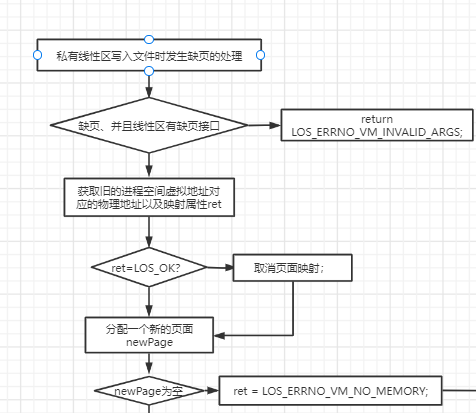 私有线性区写入文件时发生缺页的处理
缺页、并且线性区有缺页接口
return
LOS_ERRNO_VM_INVALID_ARGS;
获取旧的进程空间虚拟地址对
应的物理地址以及映射属性ret
ret=LOS_OK?
取消页面映射；
分配一个新的页面
newPage
newPage为空
ret = LOS_ERRNO_VM_NO_MEMORY;